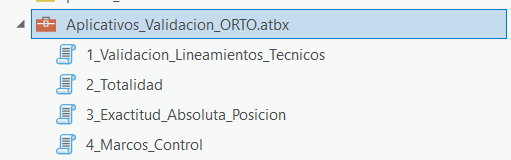 Aplicativos_Validacion_ORTO.atbx
1_Validacion_Lineamientos_Tecnicos
2_Totalidad
3_Exactitud_Absoluta_Posicion
4_Marcos_Control